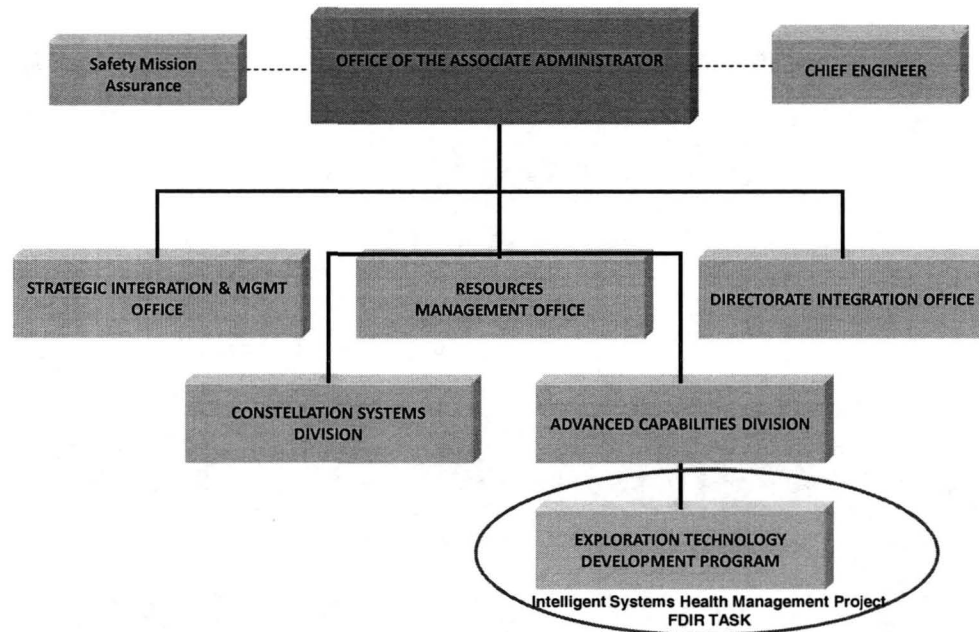 Safety Mission
Assurance
OFFICE OF THE ASSOCIATE ADMINISTRATOR
CHIEF ENGINEER
STRATEGIC INTEGRATION & MGMT
OFFICE
RESOURCES
MANAGEMENT OFFICE
DIRECTORATE INTEGRATION OFFICE
CONSTELLATION SYSTEMS
DIVISION
ADVANCED CAPABILITIES DIVISION
EXPLORATION TECHNOLOGY
DEVELOPMENT PROGRAM
Intelligent Systems Health Management Project
FDIR TASK